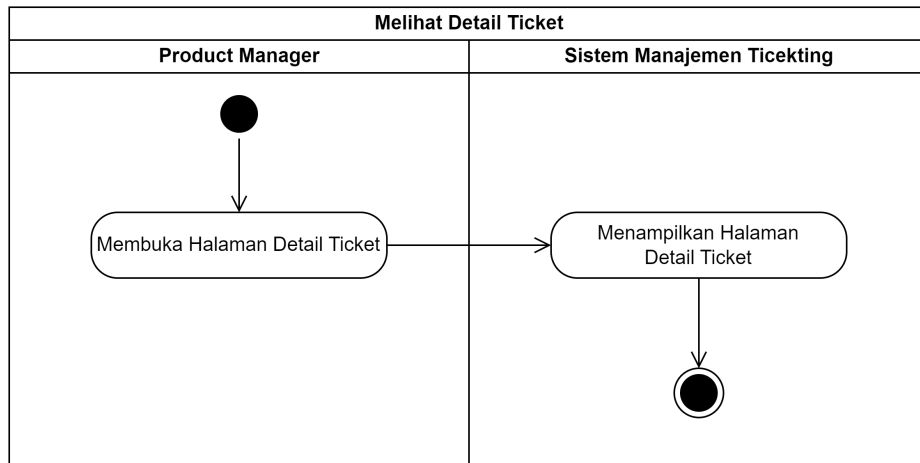 Melihat Detail Ticket
Product Manager
Sistem Manajemen Ticekting
Membuka Halaman Detail Ticket
Menampilkan Halaman
Detail Ticket